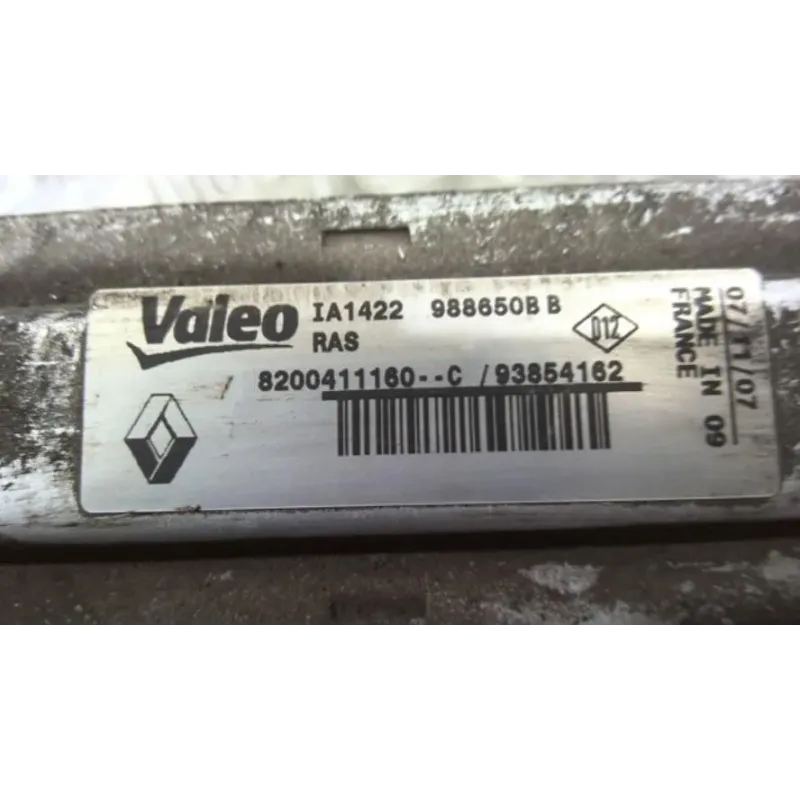 Valeo IA1422 988650B B
RAS
D12
8200411160--C /93854162
07/11/07
MADE IN 09
FRANCE